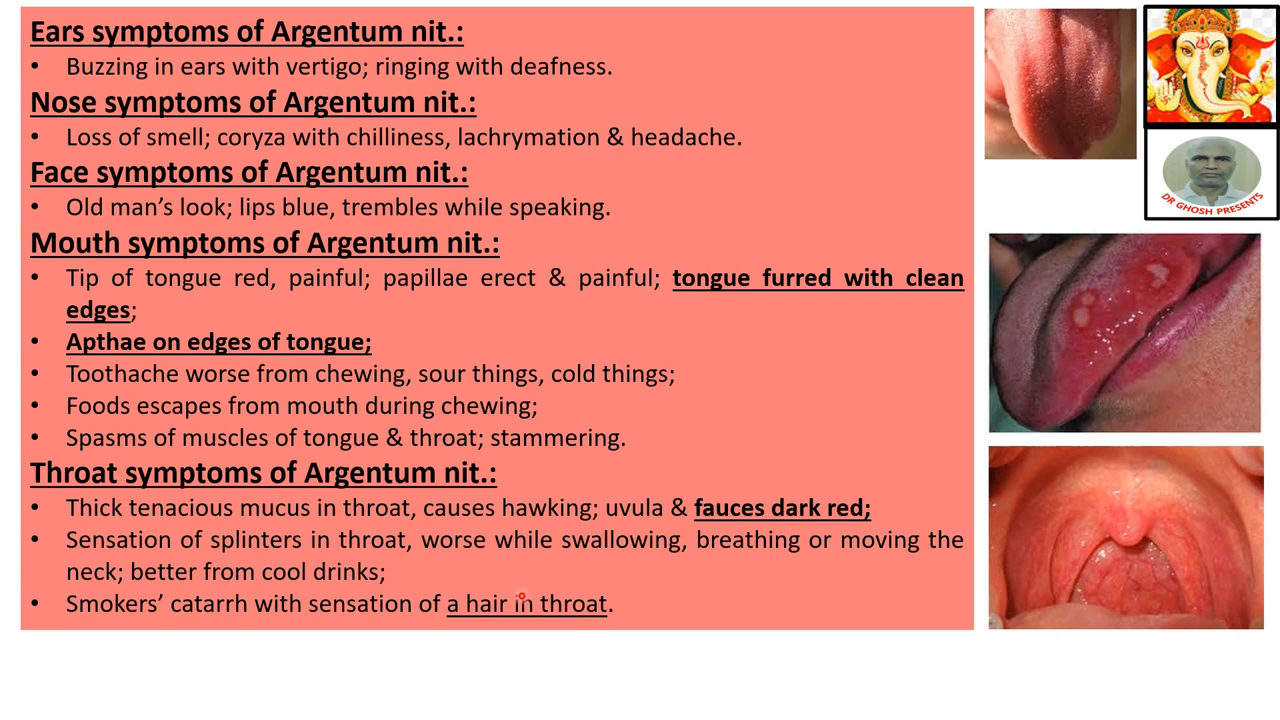 Ears symptoms of Argentum nit.:
• Buzzing in ears with vertigo; ringing with deafness.
Nose symptoms of Argentum nit.:
• Loss of smell; coryza with chilliness, lachrymation & headache.
Face symptoms of Argentum nit.:
• Old man’s look; lips blue, trembles while speaking.
Mouth symptoms of Argentum nit.:
• Tip of tongue red, painful; papillae erect & painful; tongue furred with clean
edges;
• Apthae on edges of tongue;
• Toothache worse from chewing, sour things, cold things;
• Foods escapes from mouth during chewing;
• Spasms of muscles of tongue & throat; stammering.
Throat symptoms of Argentum nit.:
• Thick tenacious mucus in throat, causes hawking; uvula & fauces dark red;
• Sensation of splinters in throat, worse while swallowing, breathing or moving the
neck; better from cool drinks;
• Smokers’ catarrh with sensation of a hair in throat.
DR GHOSH PRESENTS